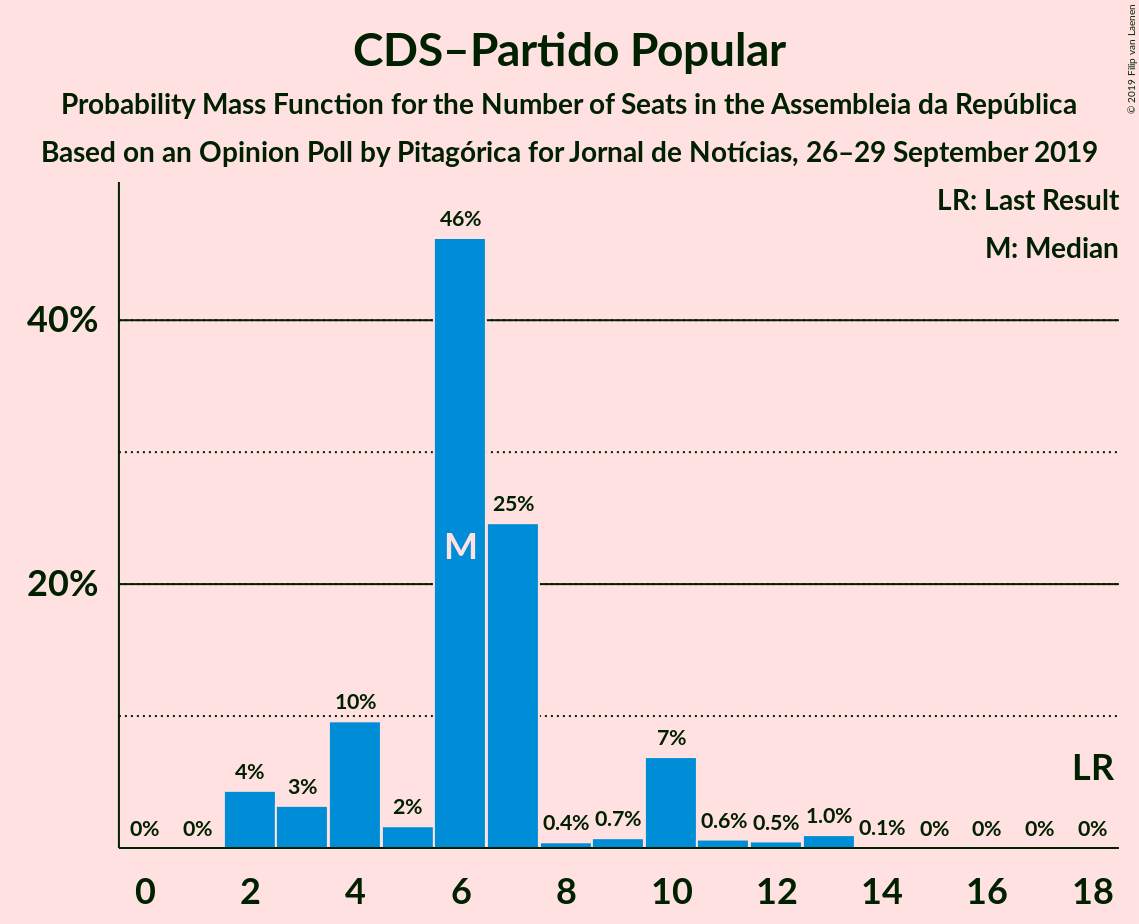 CDS–Partido Popular
Probability Mass Function for the Number of Seats in the Assembleia da República
Based on an Opinion Poll by Pitagórica for Jornal de Notícias, 26–29 September 2019
© 2019 Filip van Laenen
LR: Last Result
M: Median
46%
40%
25%
M
20%
10%
7%
LR
4%
3%
2%
0% 0% 0.4% 0.7% 0.6% 0.5% 1.0% 0.1% 0% 0% 0% 0%
0 2 4 6 8 10 12 14 16 18